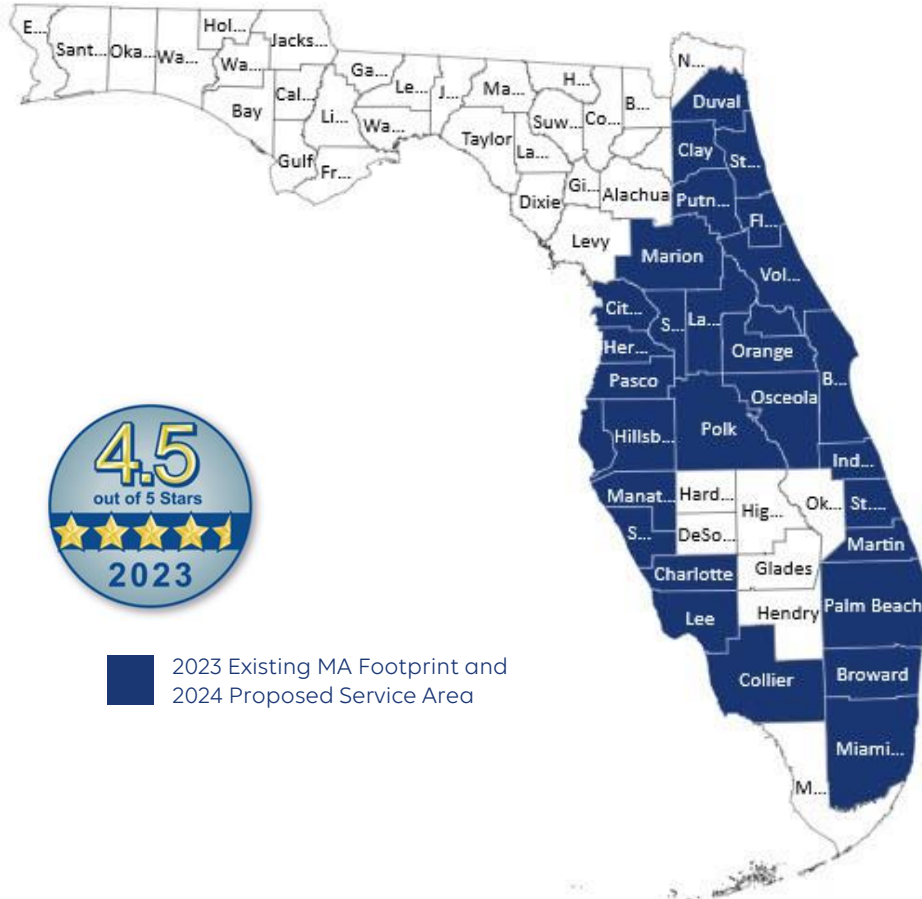 E...
Sant...
Oka...
Wa...
Hol...
Jacks...
Wa...
Bay
Cal...
Gulf
Li...
Fr...
Ga...
Le...
Wa...
J...
Ma...
Taylor
H...
Suw...
La...
Dixie
Co...
Gi...
B...
Alachua
Levy
N...
Duval
Clay
St...
Putn...
Fl...
Marion
Vol...
Cit...
S...
La...
Her...
Orange
Pasco
B...
Osceola
Polk
Hillsb...
Ind...
Manat...
Hard...
Hig...
Ok...
St....
S...
DeSo...
Martin
Charlotte
Glades
Lee
Hendry
Palm Beach
Collier
Broward
Miami...
M...
4.5
out of 5 Stars
2023
2023 Existing MA Footprint and
2024 Proposed Service Area